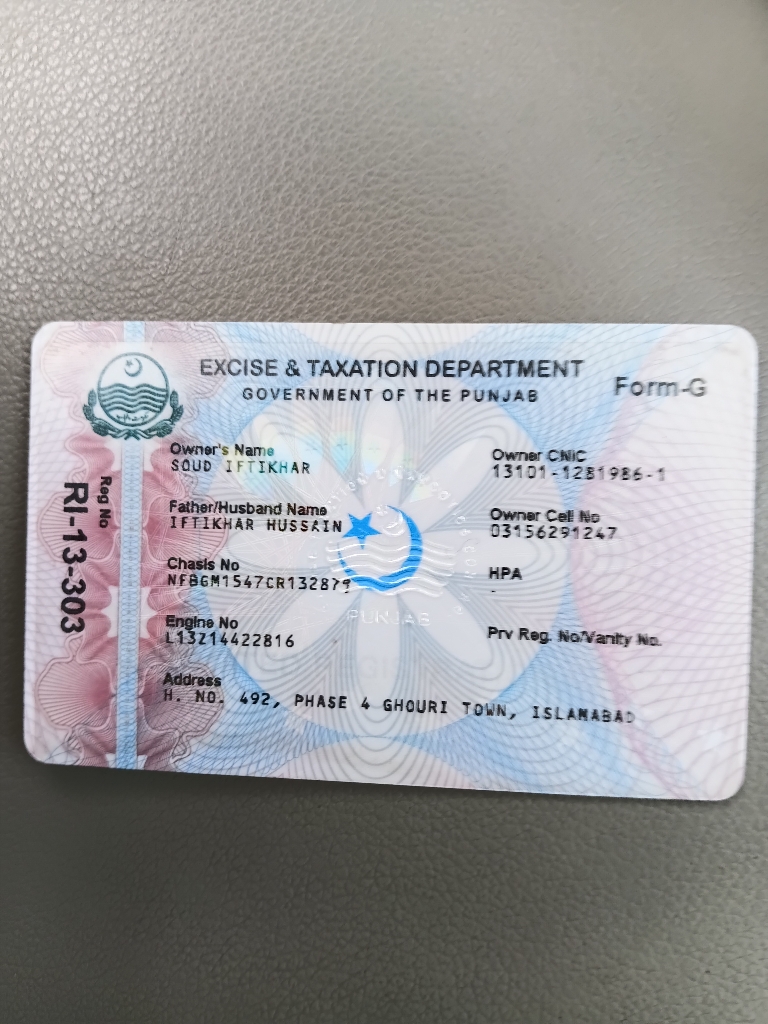 EXCISE & TAXATION DEPARTMENT
GOVERNMENT OF THE PUNJAB
Form-G
Reg No
RI-13-303
Owner's Name
SOUD IFTIKHAR
Owner CNIC
13101-1281986-1
Father/Husband Name
IFTIKHAR HUSSAIN
Owner Cell No
03156291247
Chasis No
NFBGM1547CR132879
HPA
-
Engine No
L13Z14422816
Prv Reg. No/Vanity No.
PUNJAB
Address
H. NO. 492, PHASE 4 GHOURI TOWN, ISLAMABAD